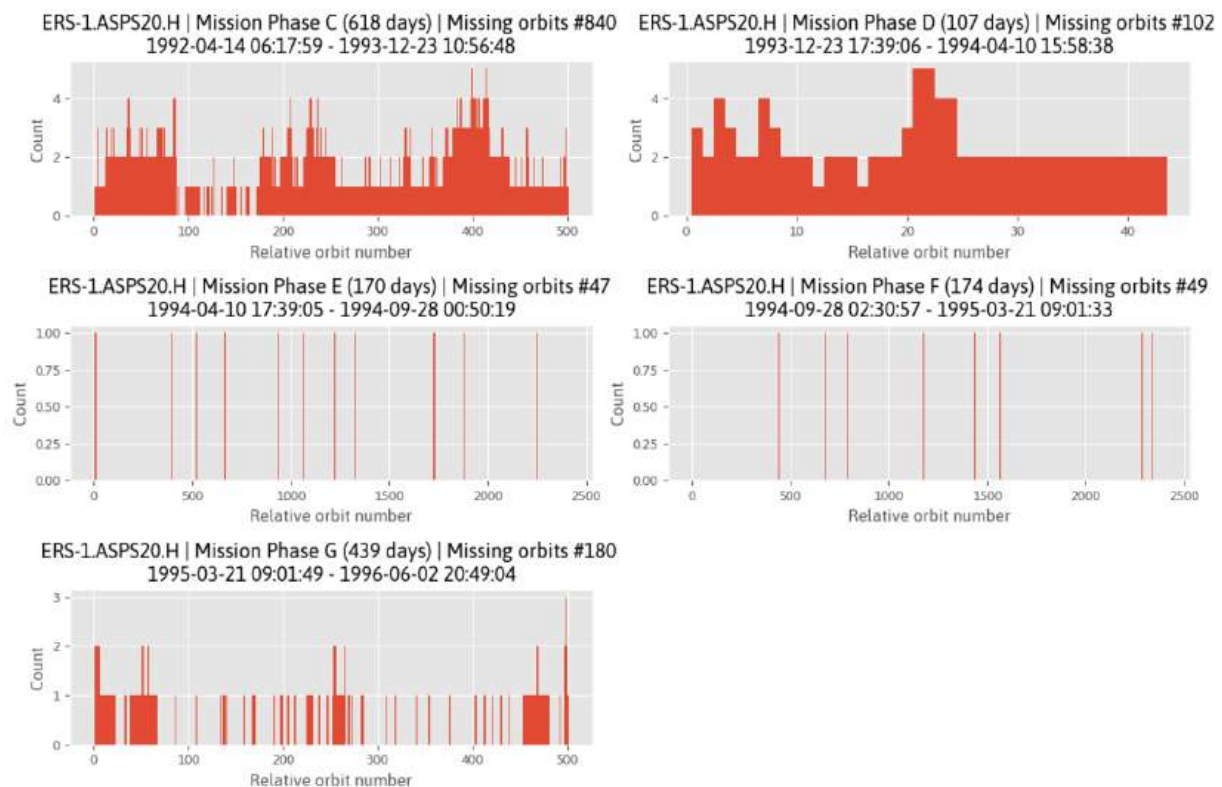 ERS-1.ASPS20.H | Mission Phase C (618 days) | Missing orbits #840
1992-04-14 06:17:59 - 1993-12-23 10:56:48
4
2
0
Count
0 100 200 300 400 500
Relative orbit number
ERS-1.ASPS20.H | Mission Phase D (107 days) | Missing orbits #102
1993-12-23 17:39:06 - 1994-04-10 15:58:38
4
2
0
Count
0 10 20 30 40
Relative orbit number
ERS-1.ASPS20.H | Mission Phase E (170 days) | Missing orbits #47
1994-04-10 17:39:05 - 1994-09-28 00:50:19
1.00
0.75
0.50
0.25
0.00
Count
0 500 1000 1500 2000 2500
Relative orbit number
ERS-1.ASPS20.H | Mission Phase F (174 days) | Missing orbits #49
1994-09-28 02:30:57 - 1995-03-21 09:01:33
1.00
0.75
0.50
0.25
0.00
Count
0 500 1000 1500 2000 2500
Relative orbit number
ERS-1.ASPS20.H | Mission Phase G (439 days) | Missing orbits #180
1995-03-21 09:01:49 - 1996-06-02 20:49:04
3
2
1
0
Count
0 100 200 300 400 500
Relative orbit number